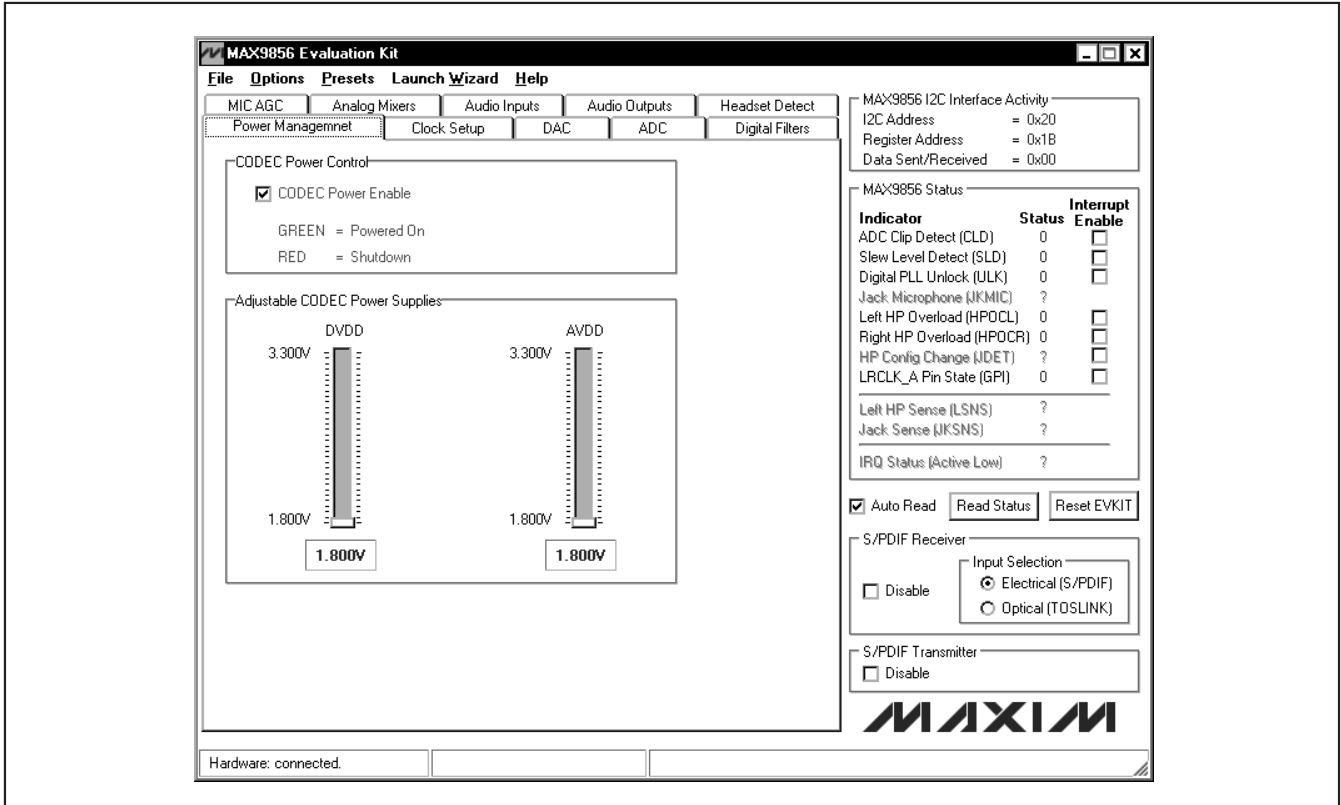 MAX9856 Evaluation Kit
File Options Presets Launch Wizard Help
MIC AGC Analog Mixers Audio Inputs Audio Outputs Headset Detect
Power Managemnet Clock Setup DAC ADC Digital Filters
CODEC Power Control
CODEC Power Enable
GREEN = Powered On
RED = Shutdown
Adjustable CODEC Power Supplies
DVDD AVDD
3.300V 3.300V
1.800V 1.800V
1.800V 1.800V
MAX9856 I2C Interface Activity
I2C Address = 0x20
Register Address = 0x1B
Data Sent/Received = 0x00
MAX9856 Status
Indicator Status Interrupt Enable
ADC Clip Detect (CLD) 0
Slew Level Detect (SLD) 0
Digital PLL Unlock (ULK) 0
Jack Microphone (JKMIC) ?
Left HP Overload (HPOCL) 0
Right HP Overload (HPOCR) 0
HP Config Change (JDET) ?
LRCLK_A Pin State (GPI) 0
Left HP Sense (LSNS) ?
Jack Sense (JKSNS) ?
IRQ Status (Active Low) ?
Auto Read Read Status Reset EVKIT
S/PDIF Receiver
Input Selection
Disable
Electrical (S/PDIF)
Optical (TOSLINK)
S/PDIF Transmitter
Disable
MAXIM
Hardware: connected.